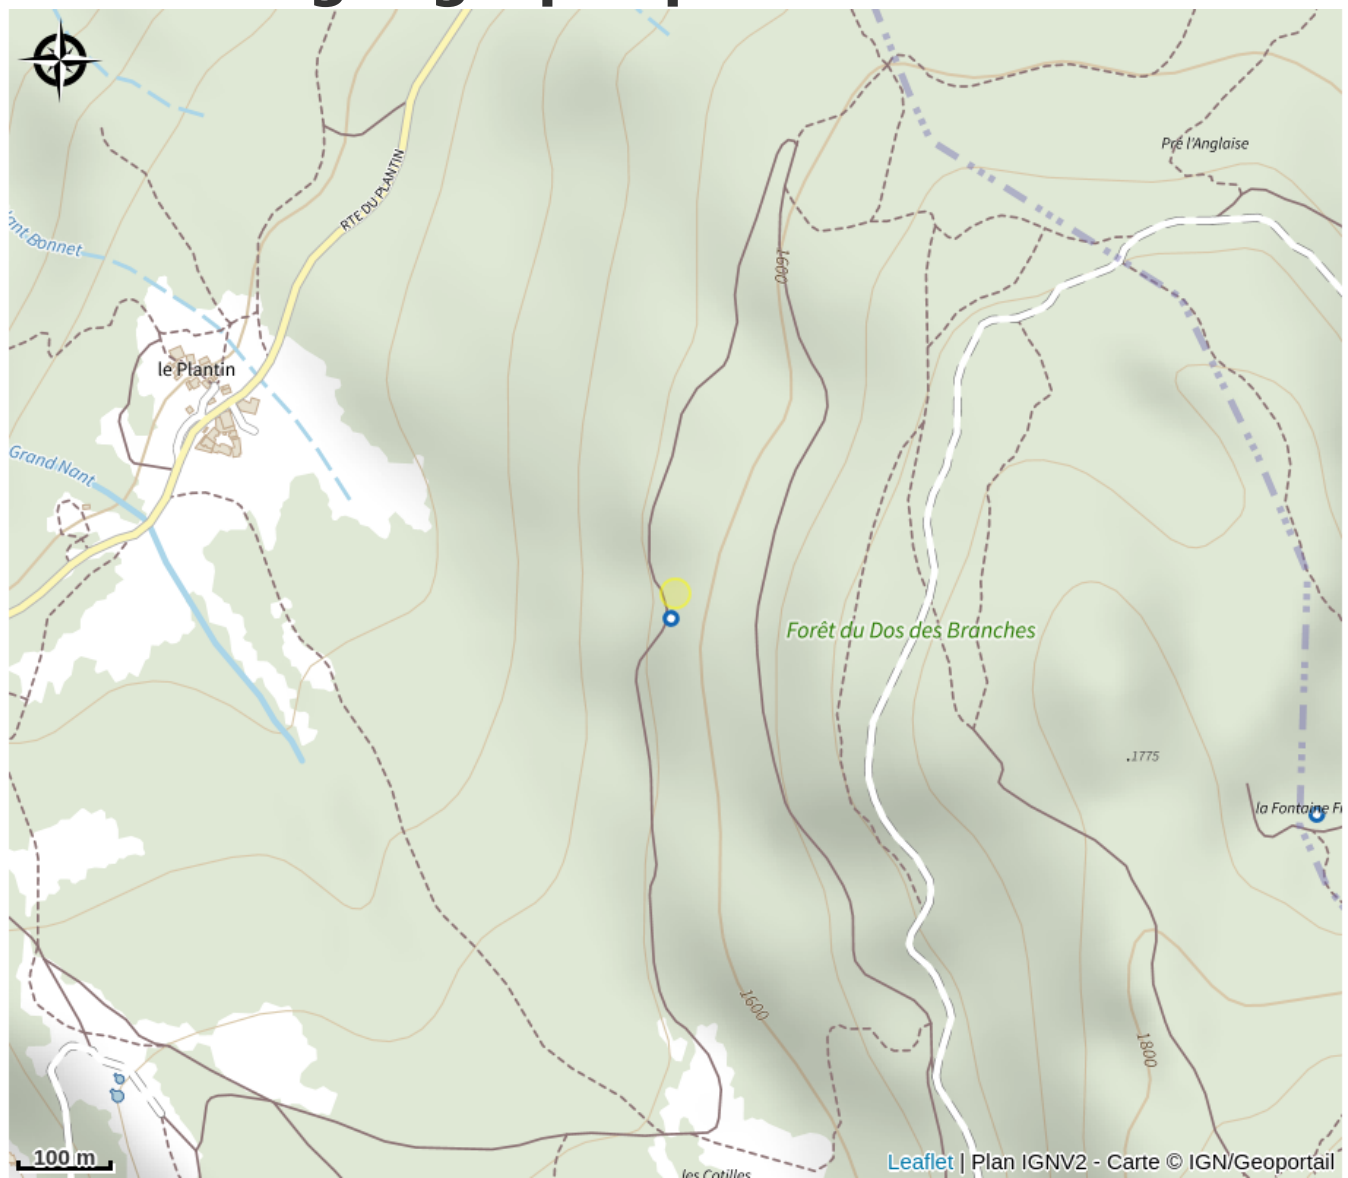 Pré l'Anglaise
RTE DU PLANTIN
Bonnet
1600
le Plantin
Grand Nant
Forêt du Dos des Branches
.1775
la Fontaine
1600
1800
100 m
Leaflet | Plan IGNV2 - Carte © IGN/Geoportail
les Cotilles